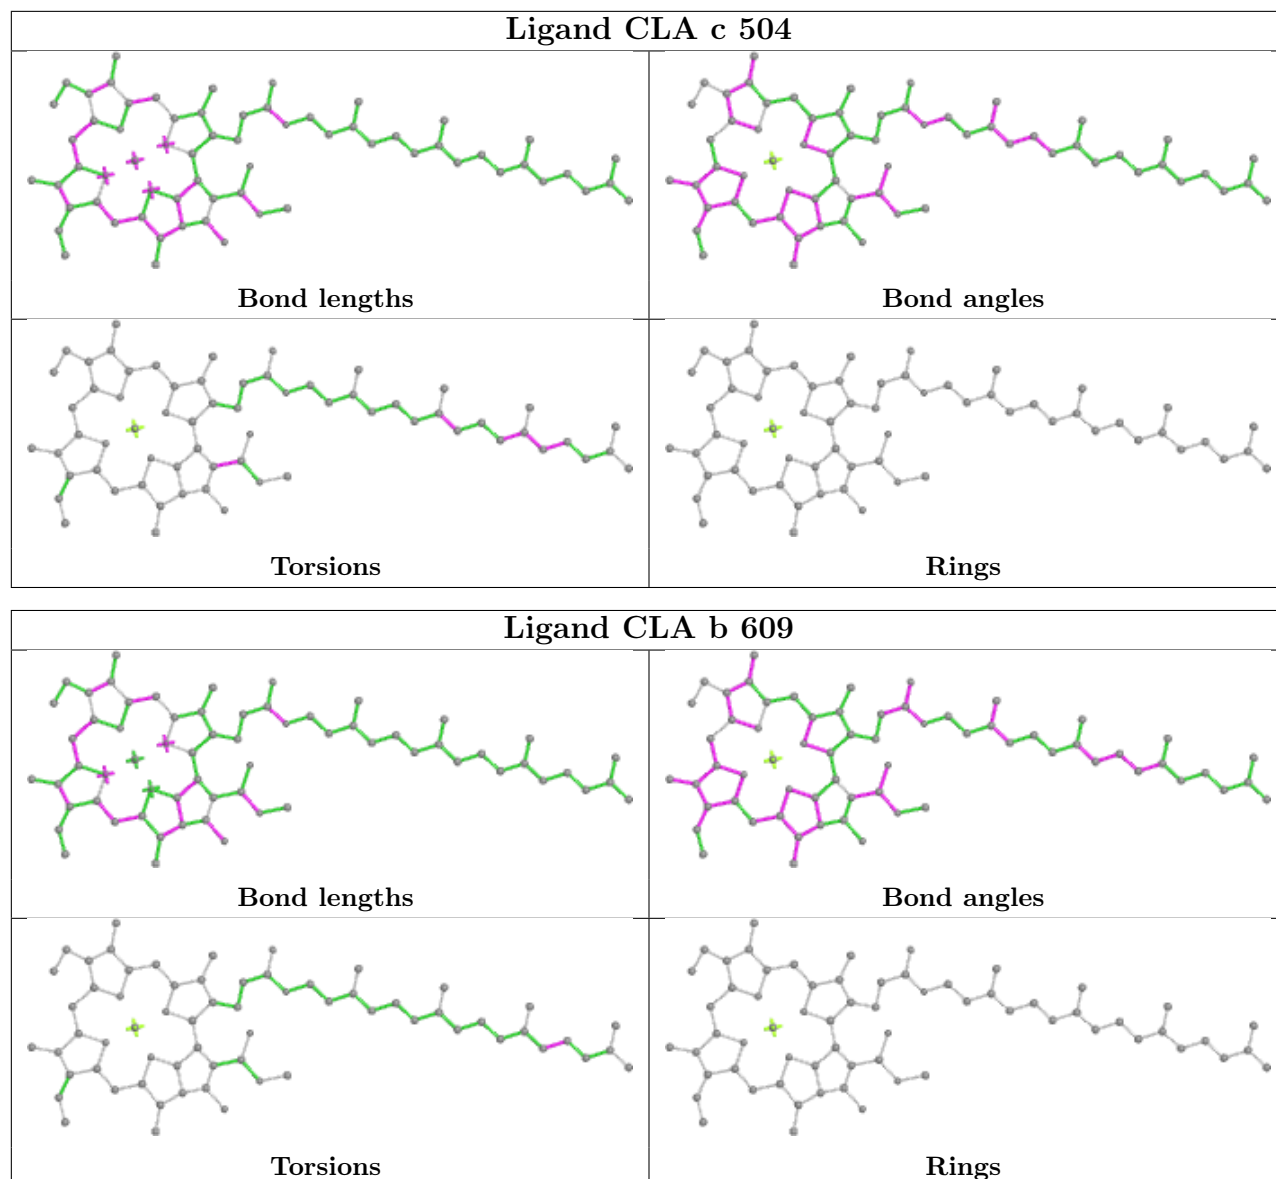 Ligand CLA c 504
Bond lengths
Bond angles
Torsions
Rings
Ligand CLA b 609
Bond lengths
Bond angles
Torsions
Rings